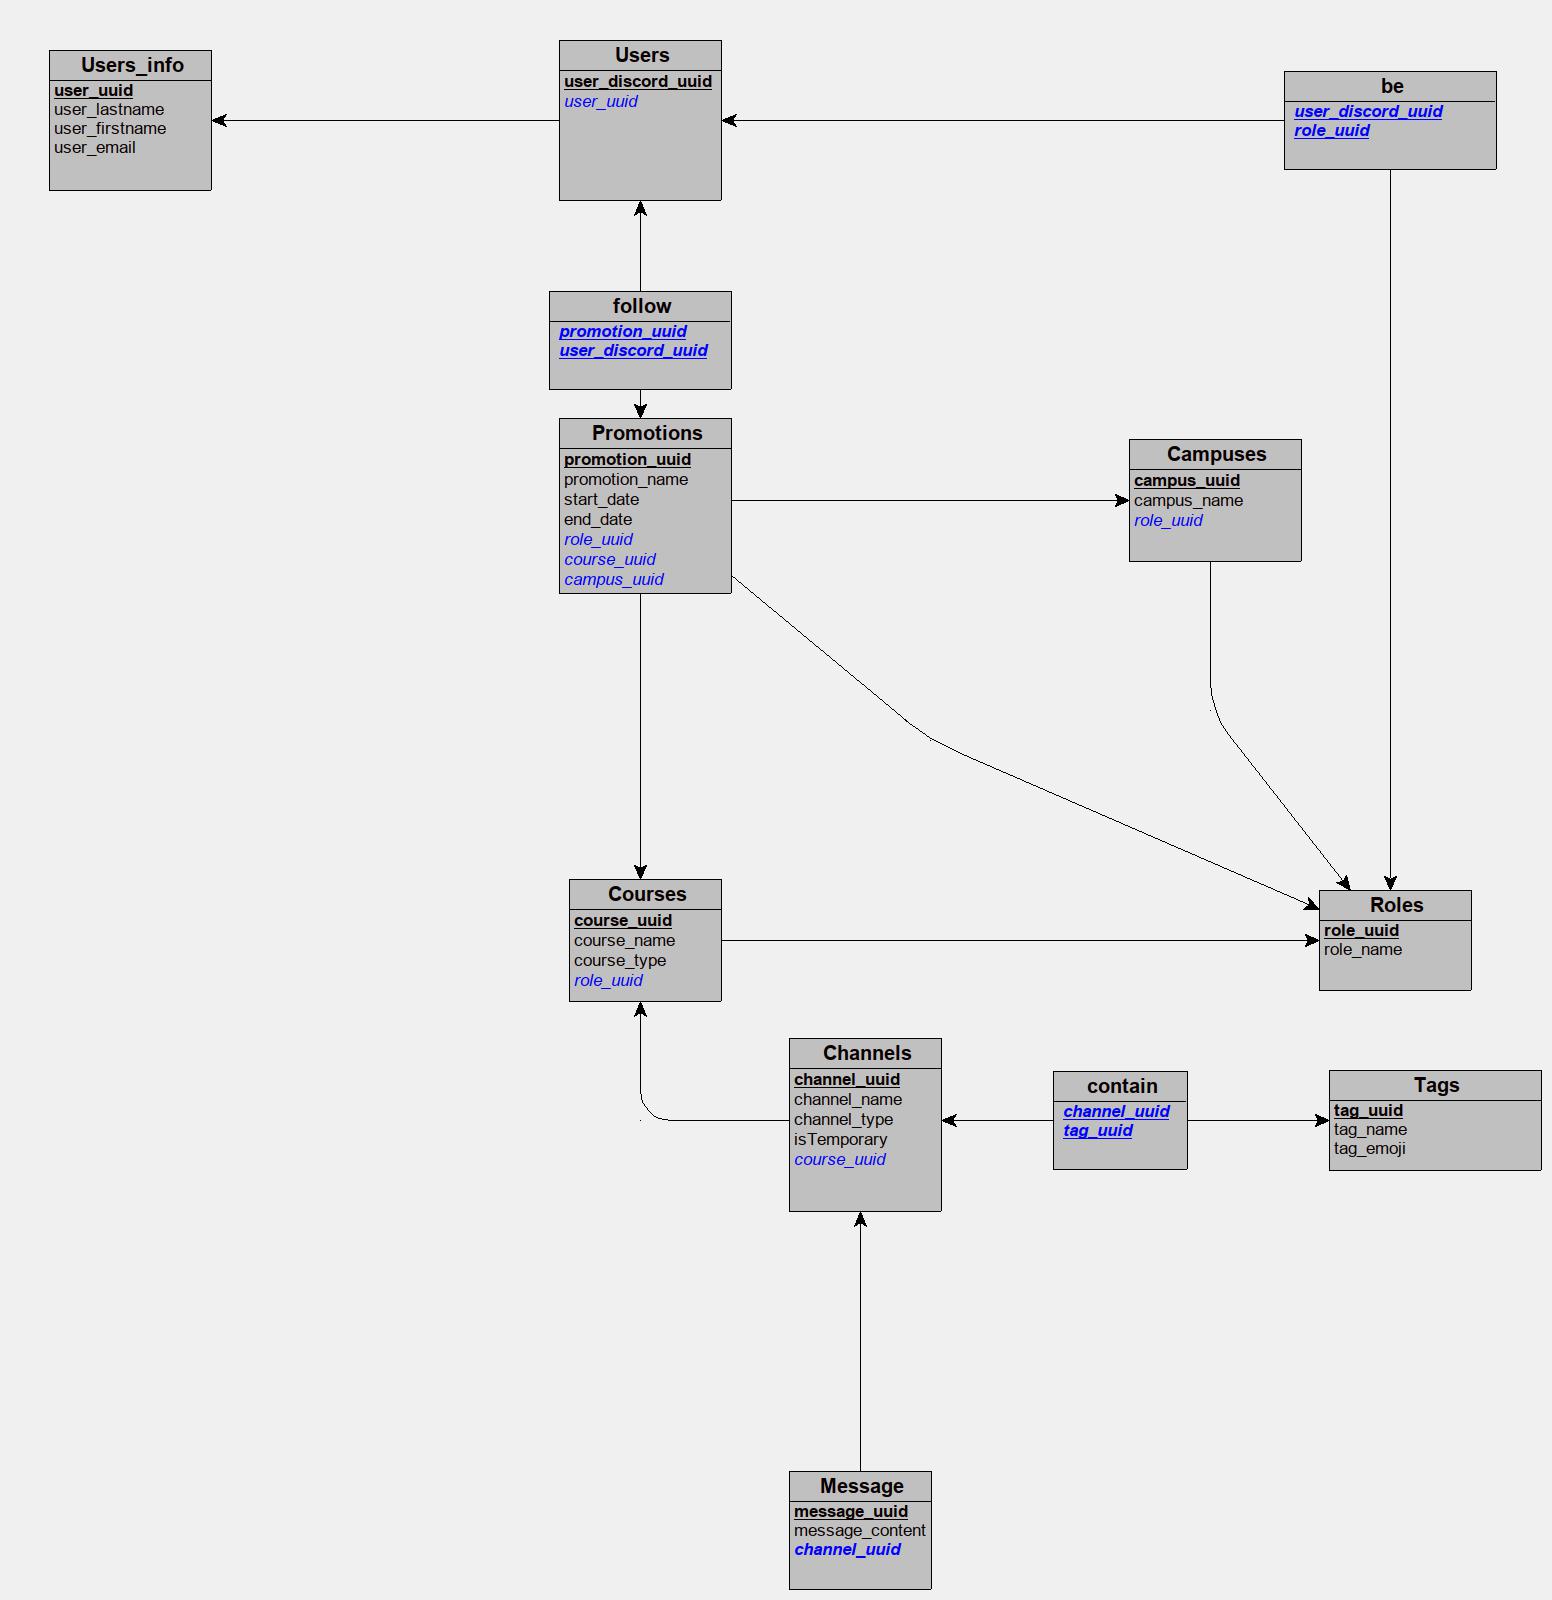 Users_info
user_uuid
user_lastname
user_firstname
user_email
Users
user_discord_uuid
user_uuid
be
user_discord_uuid
role_uuid
follow
promotion_uuid
user_discord_uuid
Promotions
promotion_uuid
promotion_name
start_date
end_date
role_uuid
course_uuid
campus_uuid
Campuses
campus_uuid
campus_name
role_uuid
Courses
course_uuid
course_name
course_type
role_uuid
Roles
role_uuid
role_name
Channels
channel_uuid
channel_name
channel_type
isTemporary
course_uuid
contain
channel_uuid
tag_uuid
Tags
tag_uuid
tag_name
tag_emoji
Message
message_uuid
message_content
channel_uuid